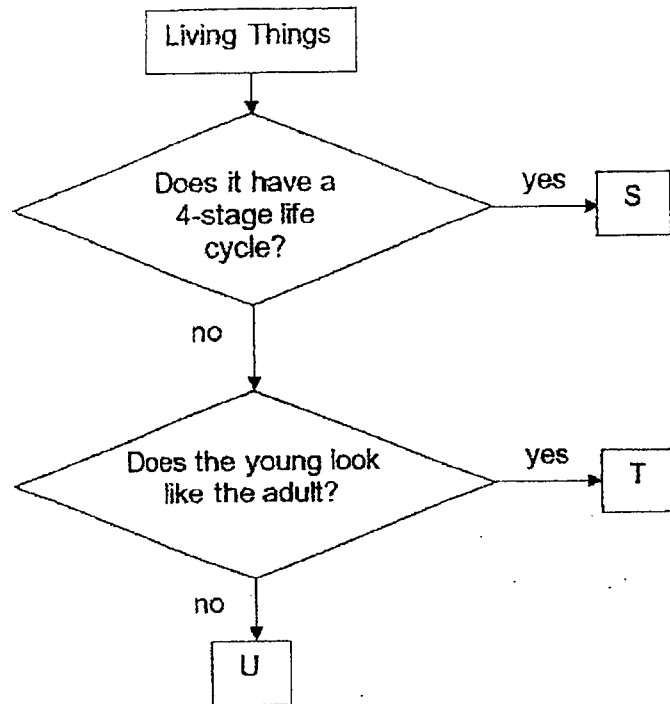 Living Things
Does it have a
4-stage life
cycle?
yes
S
no
Does the young look
like the adult?
yes
T
no
U